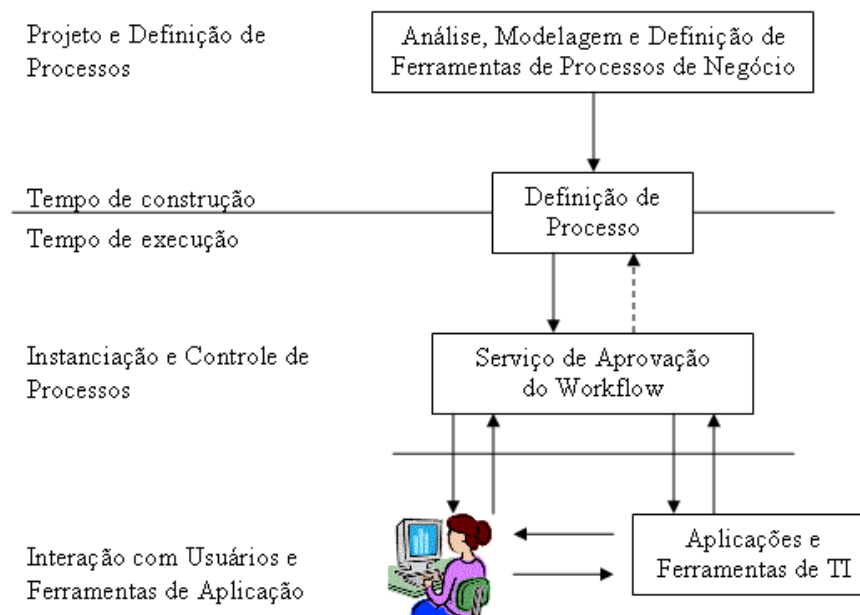 Projeto e Definição de
Processos
Análise, Modelagem e Definição de
Ferramentas de Processos de Negócio
Tempo de construção
Tempo de execução
Definição de
Processo
Instanciação e Controle de
Processos
Serviço de Aprovação
do Workflow
Interação com Usuários e
Ferramentas de Aplicação
Aplicações e
Ferramentas de TI